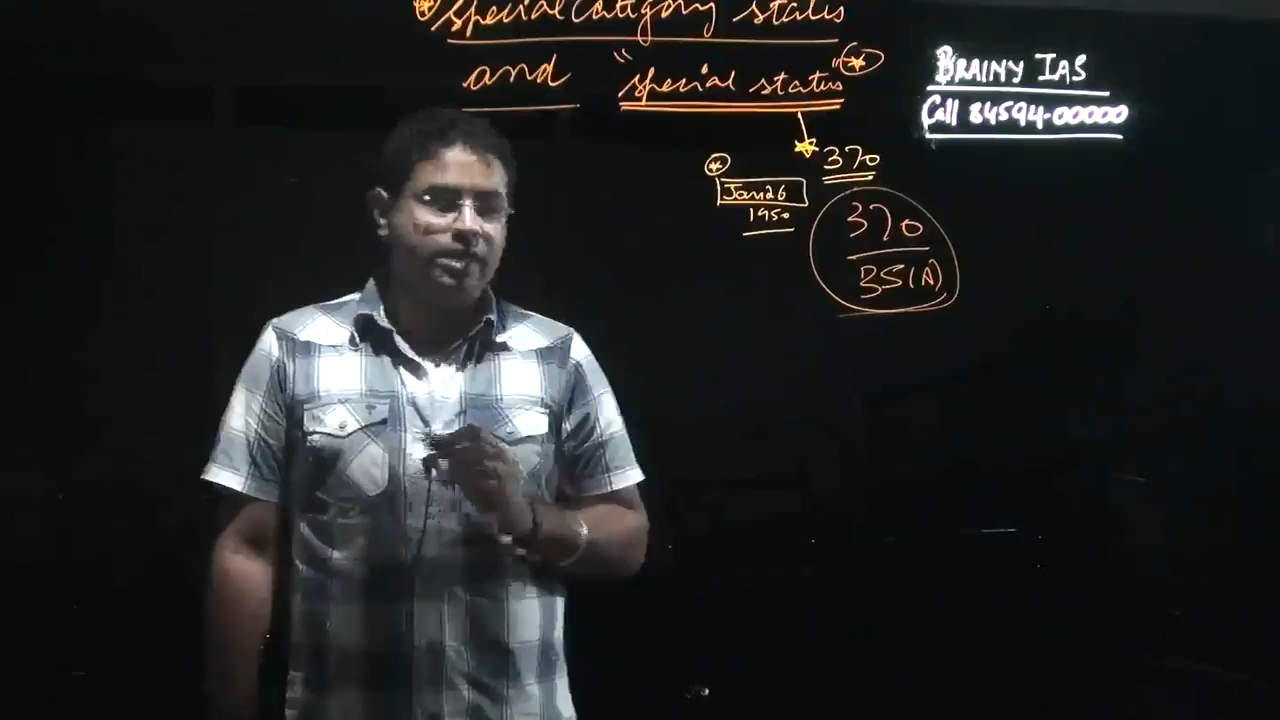 special category status
and "special status"
BRAINY IAS
Call 84594-00000
370
Jan 26
1950
370
35(A)